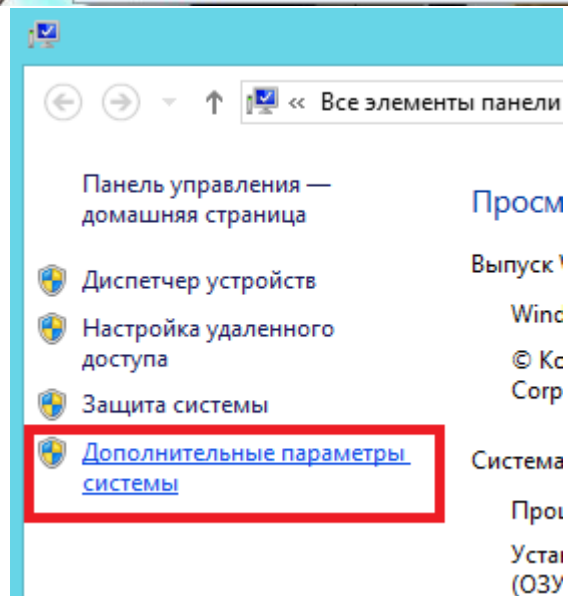 « Все элементы панели
Панель управления —
домашняя страница
Диспетчер устройств
Настройка удаленного
доступа
Защита системы
Дополнительные параметры
системы
Просм
Выпуск
Wind
© Ко
Corp
Система
Проц
Уста
(ОЗУ